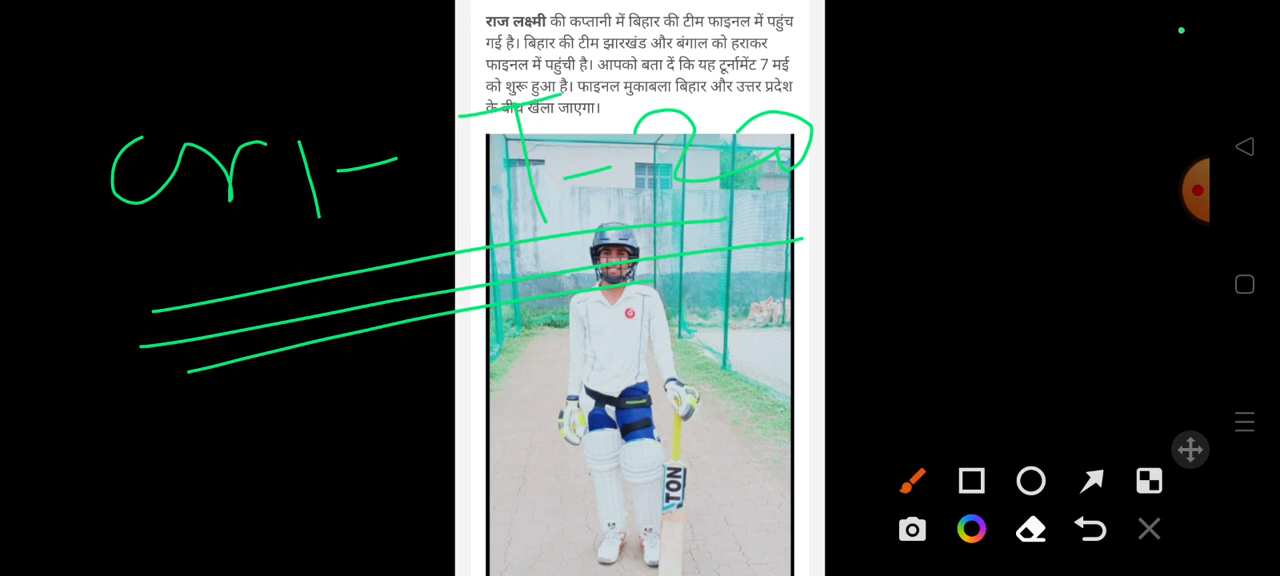 राज लक्ष्मी की कप्तानी में बिहार की टीम फाइनल में पहुंच
गई है। बिहार की टीम झारखंड और बंगाल को हराकर
फाइनल में पहुंची है। आपको बता दें कि यह टूर्नामेंट 7 मई
को शुरू हुआ है। फाइनल मुकाबला बिहार और उत्तर प्रदेश
के बीच खेला जाएगा।
T-20
TON